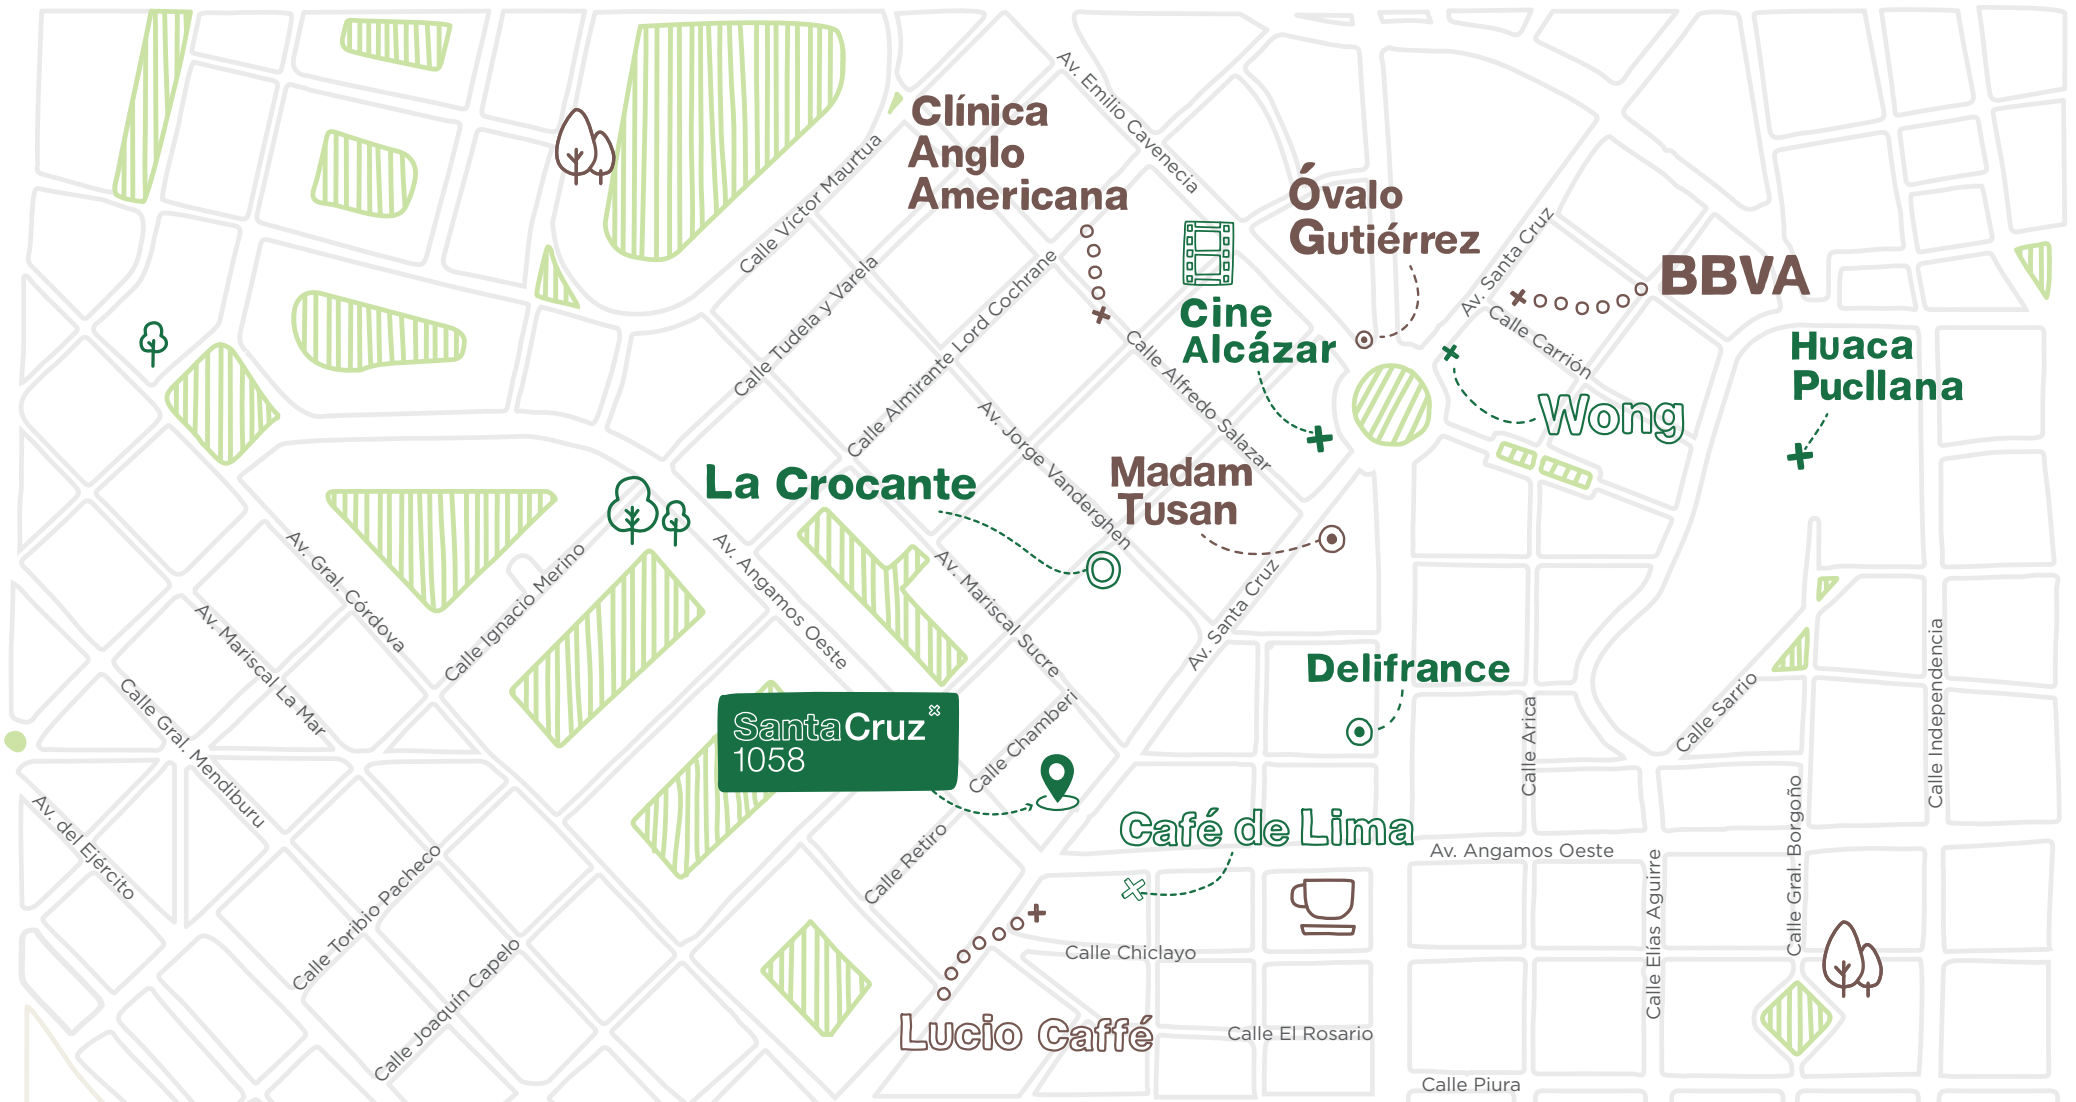 Av. Emilio Cavenecia
Clínica
Anglo
Americana
Calle Víctor Maurtua
Óvalo
Gutiérrez
Av. Santa Cruz
BBVA
Calle Tudela y Varela
Calle Almirante Lord Cochrane
Cine
Alcázar
Calle Carrión
Huaca
Pucllana
Calle Alfredo Salazar
Wong
Av. Jorge Vanderghen
La Crocante
Madam
Tusan
Av. Gral. Córdova
Calle Ignacio Merino
Av. Angamos Oeste
Av. Mariscal Sucre
Av. Santa Cruz
Av. Mariscal La Mar
Delifrance
Calle Gral. Mendiburu
SantaCruz
1058
Calle Chamberi
Calle Arica
Calle Sarrio
Calle Independencia
Av. del Ejército
Café de Lima
Av. Angamos Oeste
Calle Toribio Pacheco
Calle Retiro
Calle Elías Aguirre
Calle Gral. Borgoño
Calle Chiclayo
Calle Joaquín Capelo
Lucio Caffé
Calle El Rosario
Calle Piura